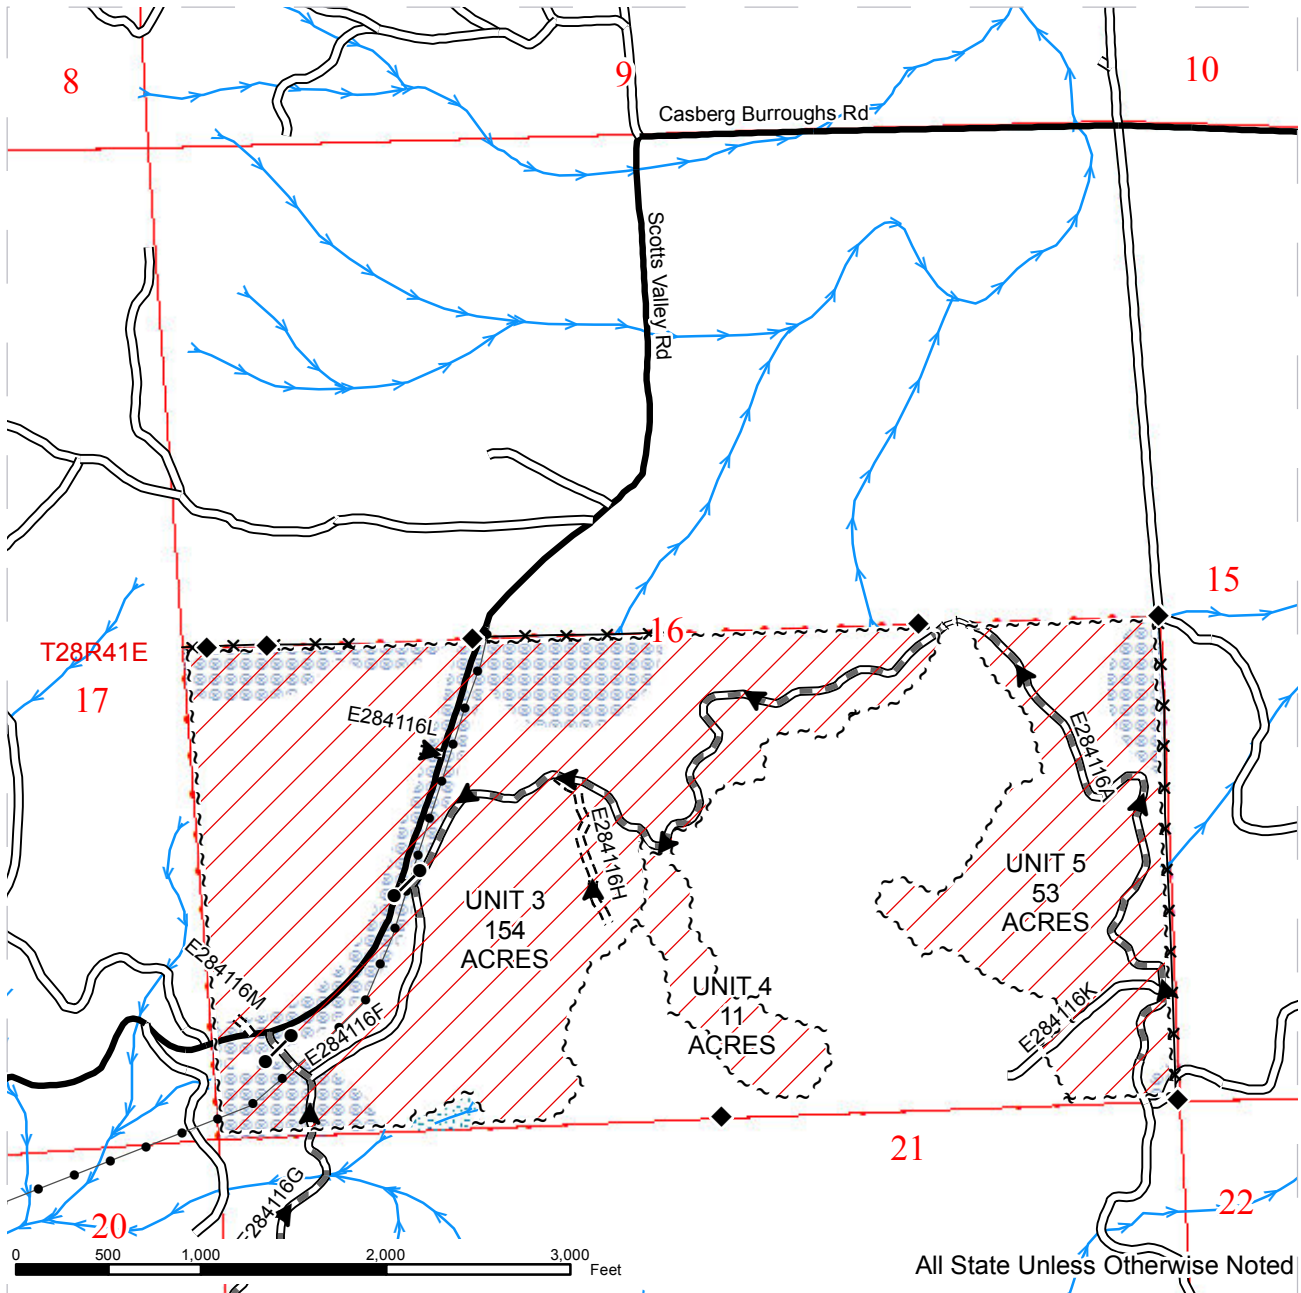 8
9
10
Casberg Burroughs Rd
Scotts Valley Rd
15
16
T28R41E
17
E284116L
E284116A
E284116H
UNIT 5
53
ACRES
UNIT 3
154
ACRES
E284116M
UNIT 4
11
ACRES
E284116K
E284116F
21
E284116G
22
20
0
500
1,000
2,000
3,000
Feet
All State Unless Otherwise Noted